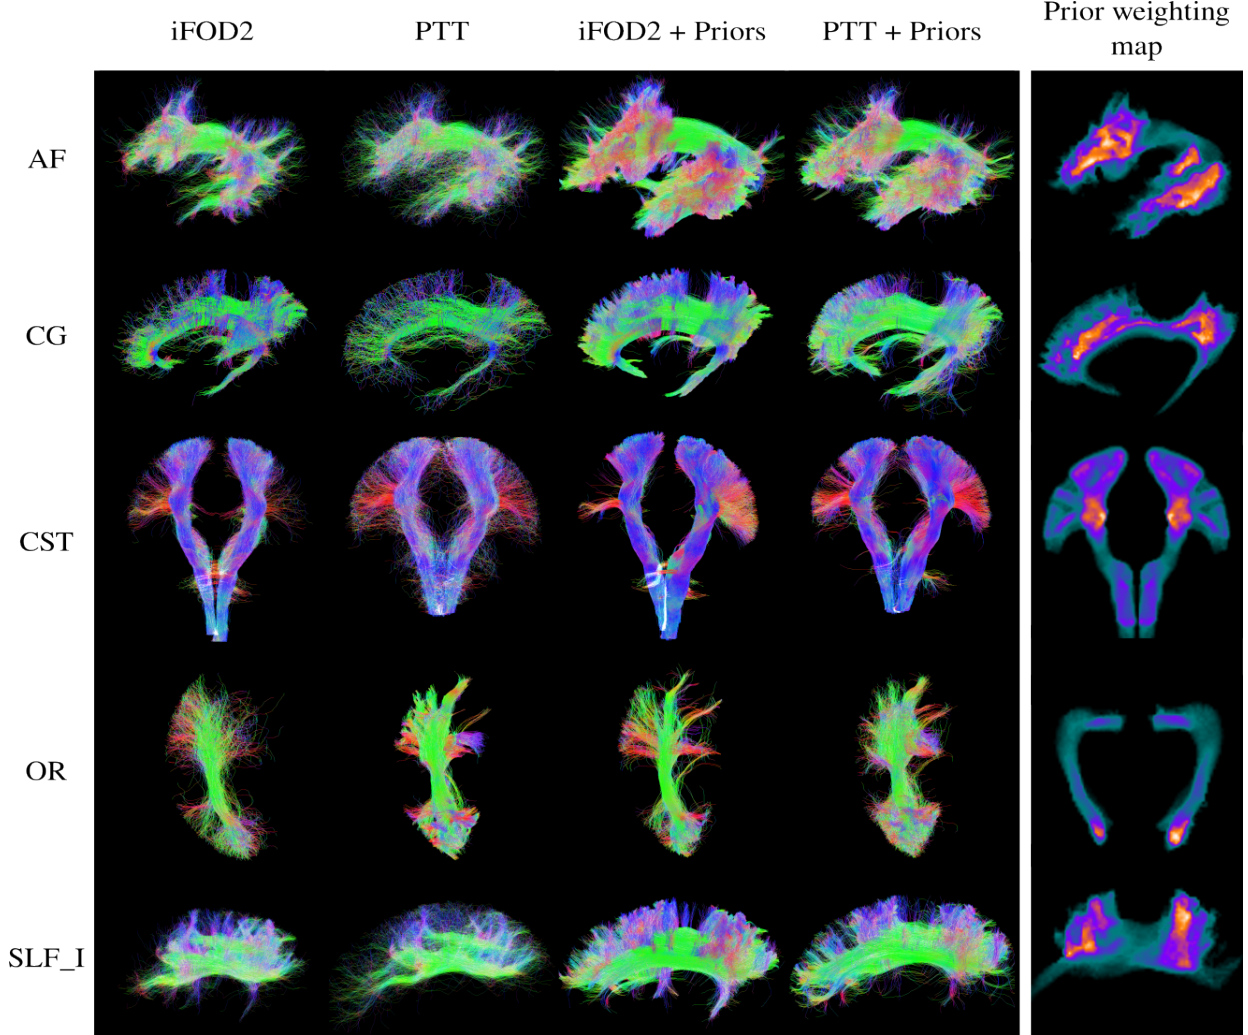 iFOD2 PTT iFOD2 + Priors PTT + Priors Prior weighting
map
AF
CG
CST
OR
SLF_I